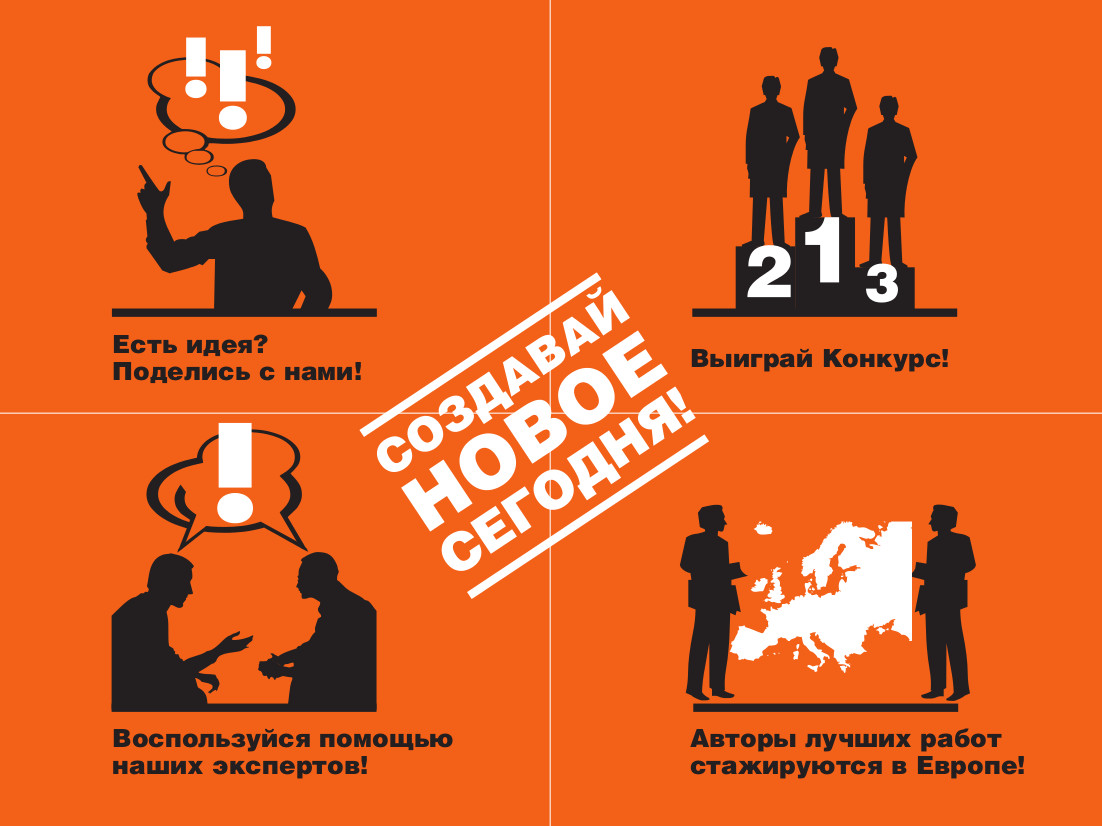 Есть идея?
Поделись с нами!
2
1
3
Выиграй Конкурс!
СОЗДАВАЙ
НОВОЕ
СЕГОДНЯ!
Воспользуйся помощью
наших экспертов!
Авторы лучших работ
стажируются в Европе!